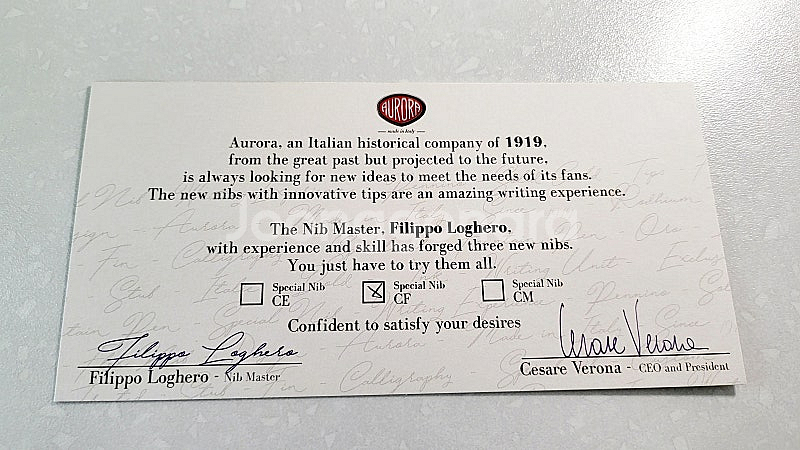 AURORA
made in Italy
Aurora, an Italian historical company of 1919,
from the great past but projected to the future,
is always looking for new ideas to meet the needs of its fans.
The new nibs with innovative tips are an amazing writing experience.
The Nib Master, Filippo Loghero,
with experience and skill has forged three new nibs.
You just have to try them all.
Special Nib
CE
Special Nib
CF
Special Nib
CM
Confident to satisfy your desires
Filippo Loghero
Cesare Verona
Filippo Loghero - Nib Master
Cesare Verona - CEO and President